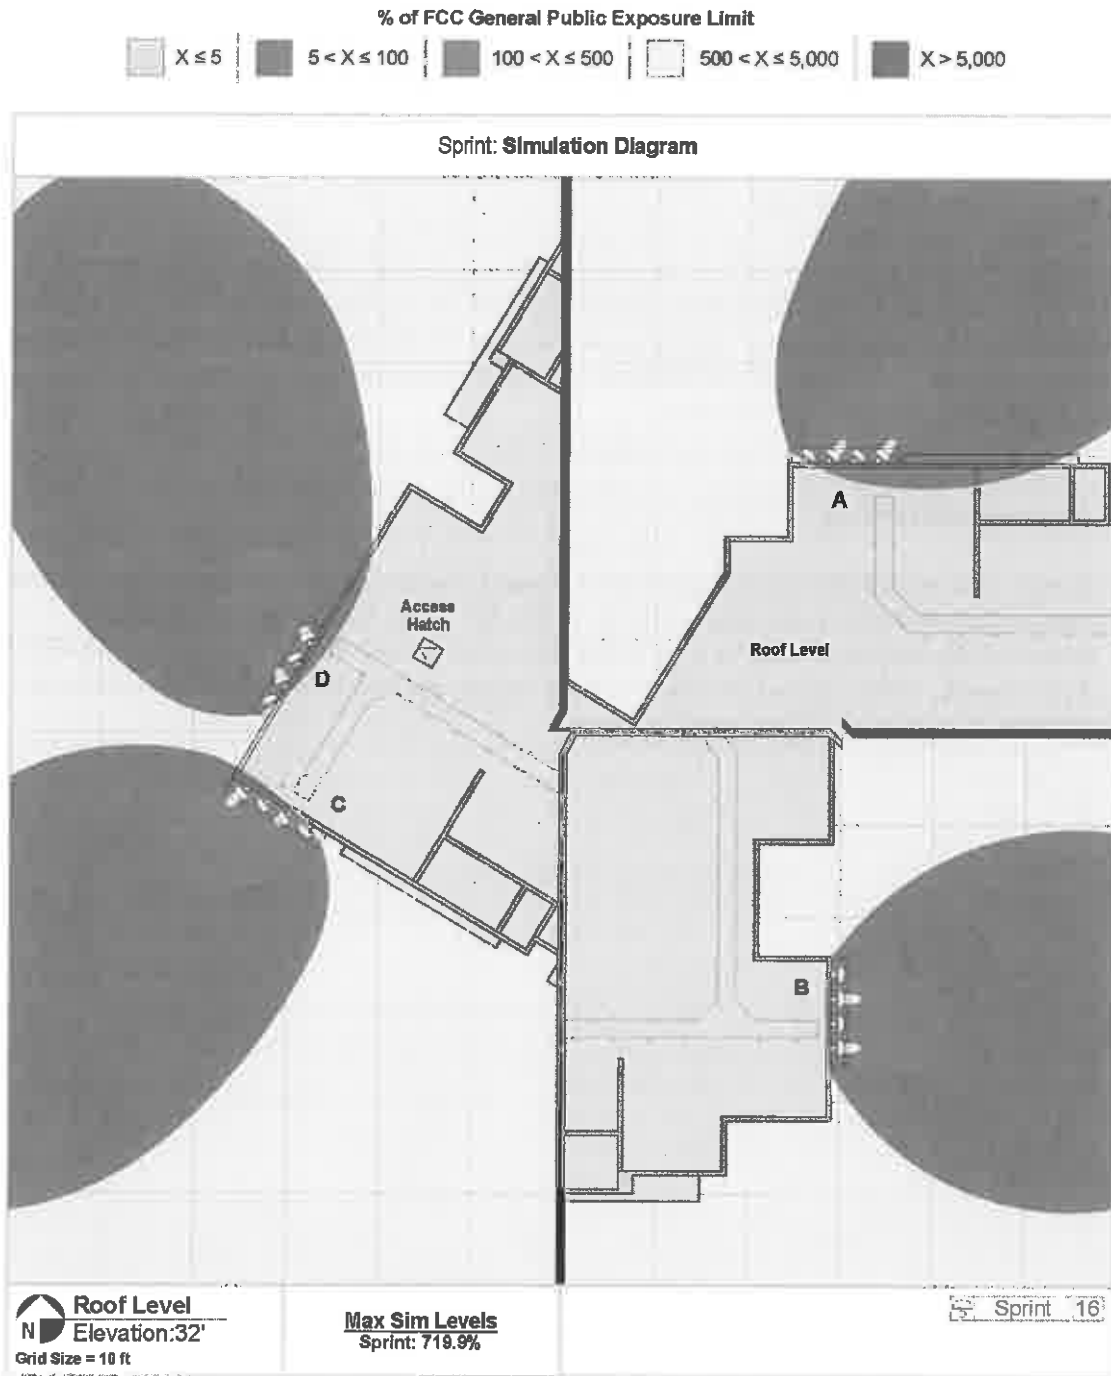 % of FCC General Public Exposure Limit
X ≤ 5
5 < X ≤ 100
100 < X ≤ 500
500 < X ≤ 5,000
X > 5,000
Sprint: Simulation Diagram
A
Access
Hatch
Roof Level
D
C
B
Roof Level
N
Elevation:32'
Grid Size = 10 ft
Max Sim Levels
Sprint: 719.9%
Sprint 16